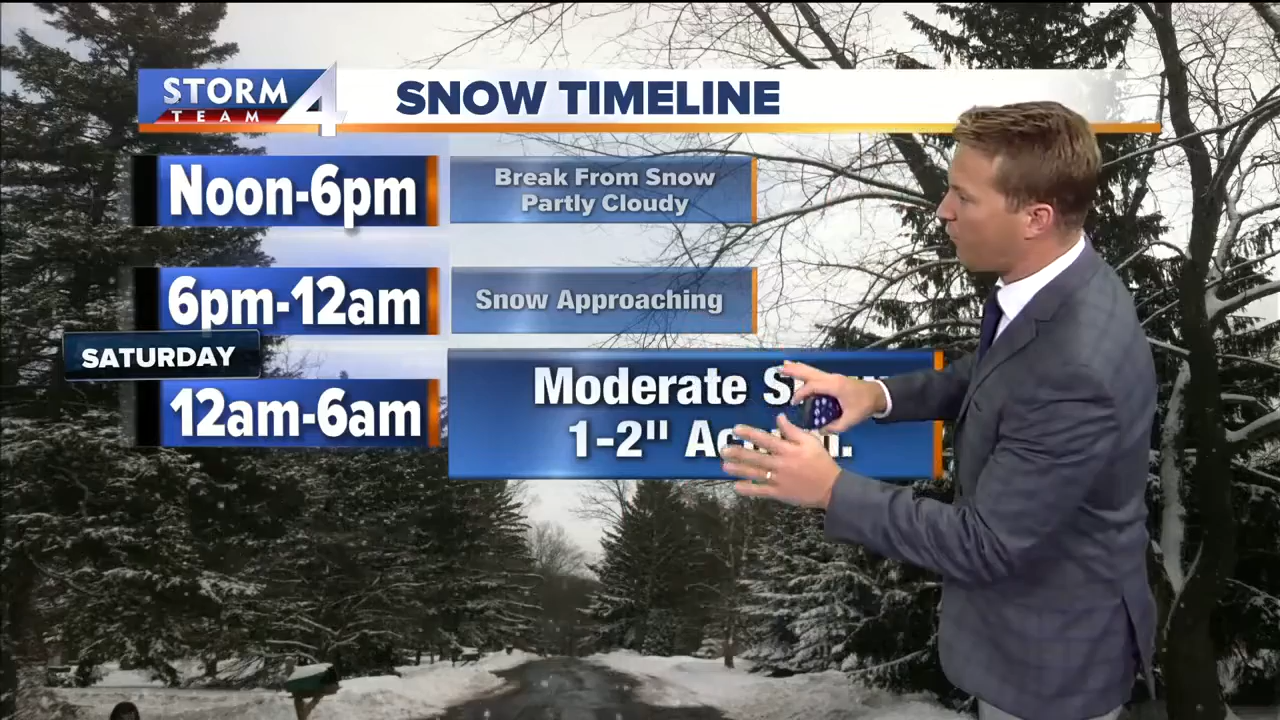 STORM
TEAM
4
SNOW TIMELINE
Noon-6pm
Break From Snow
Partly Cloudy
6pm-12am
Snow Approaching
SATURDAY
12am-6am
Moderate
1-2"